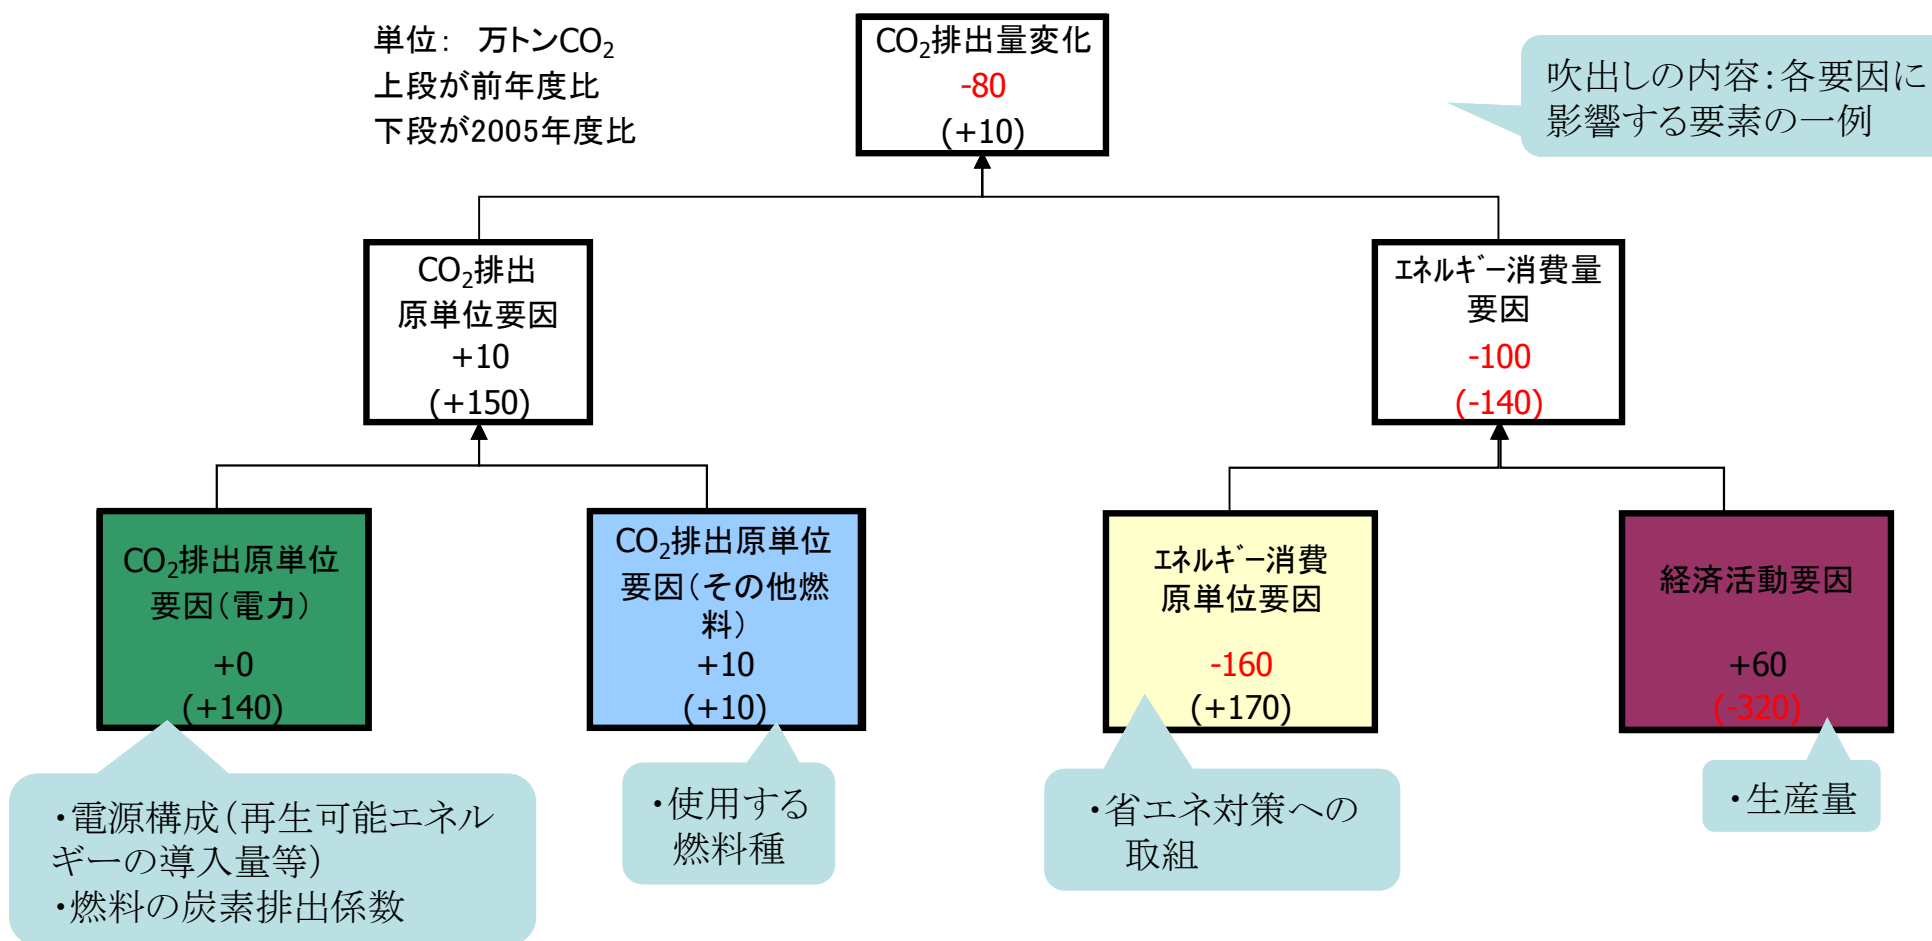 単位： 万トンCO₂
上段が前年度比
下段が2005年度比
CO₂排出量変化
-80
(+10)
吹出しの内容：各要因に
影響する要素の一例
CO₂排出
原単位要因
+10
(+150)
ｴﾈﾙｷﾞｰ消費量
要因
-100
(-140)
CO₂排出原単位
要因（電力）
+0
(+140)
CO₂排出原単位
要因（その他燃
料）
+10
(+10)
ｴﾈﾙｷﾞｰ消費
原単位要因
-160
(+170)
経済活動要因
+60
(-320)
・電源構成（再生可能エネル
ギーの導入量等）
・燃料の炭素排出係数
・使用する
燃料種
・省エネ対策への
取組
・生産量